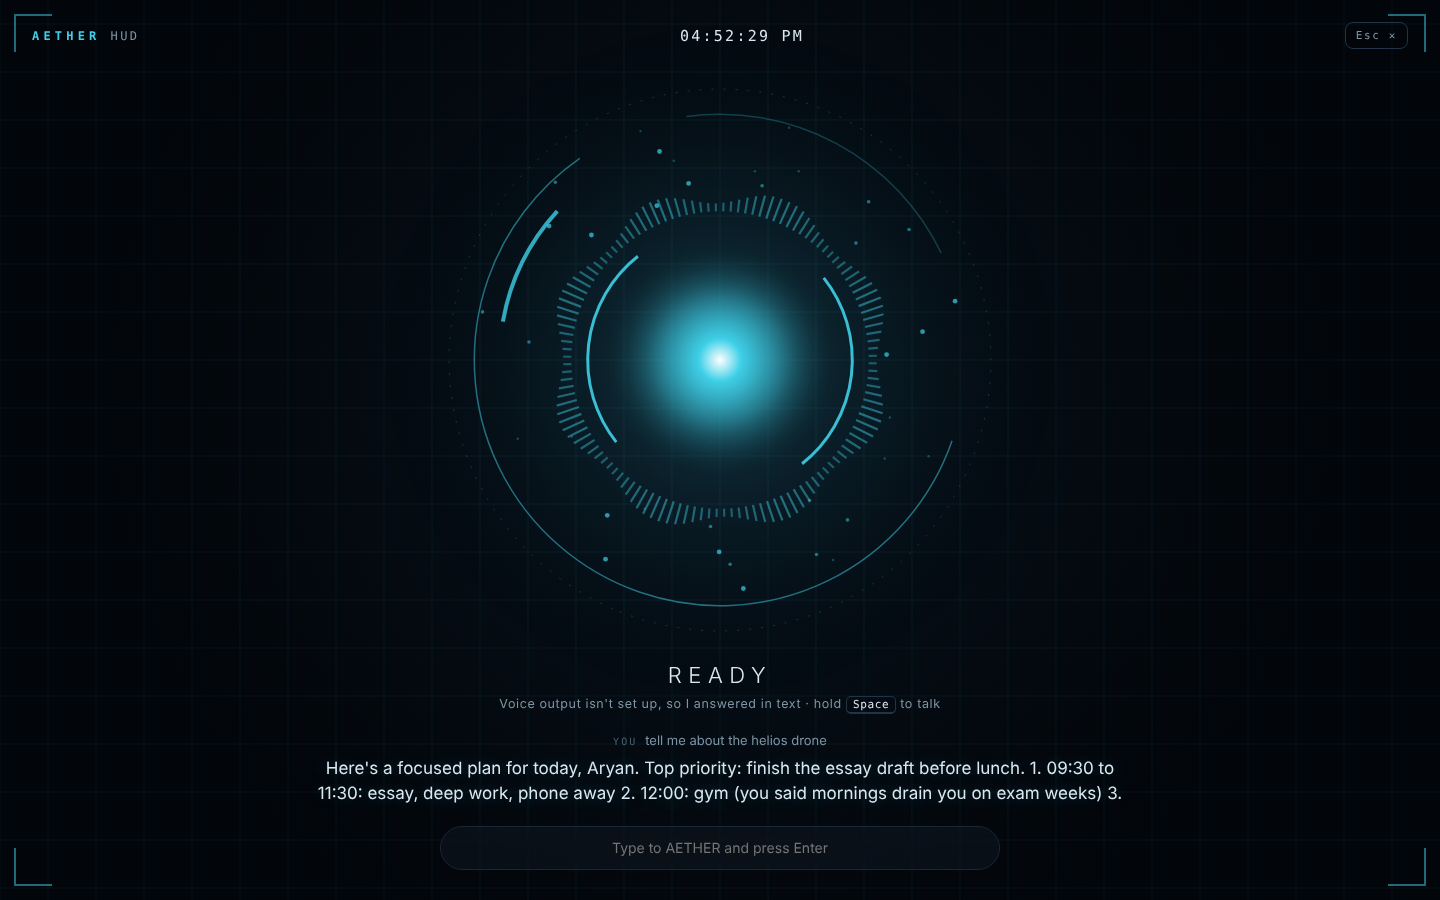 AETHER HUD
04:52:29 PM
Esc ×
READY
Voice output isn't set up, so I answered in text · hold Space to talk
YOU tell me about the helios drone
Here's a focused plan for today, Aryan. Top priority: finish the essay draft before lunch. 1. 09:30 to
11:30: essay, deep work, phone away 2. 12:00: gym (you said mornings drain you on exam weeks) 3.
Type to AETHER and press Enter